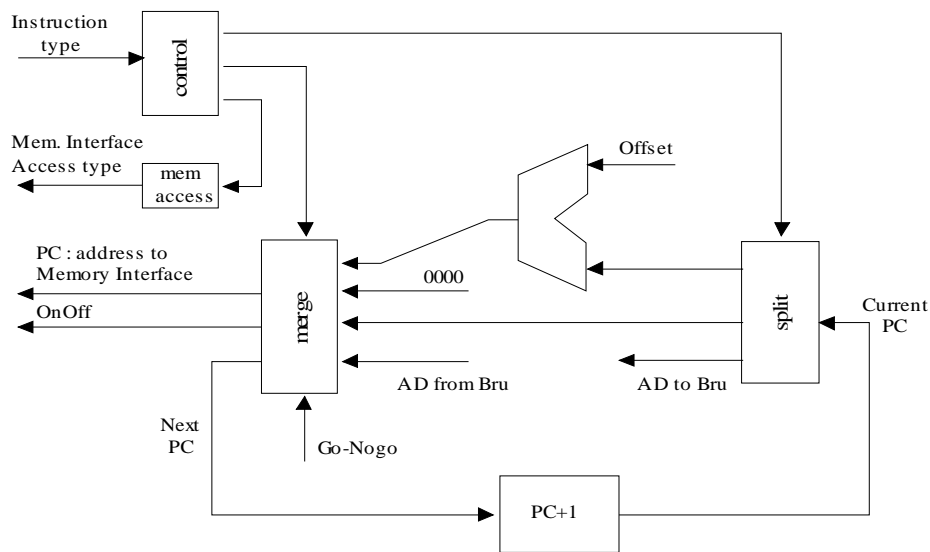 Instruction
type
control
Mem. Interface
Access type
mem
access
Offset
PC : address to
Memory Interface
OnOff
merge
0000
split
Current
PC
AD from Bru
AD to Bru
Next
PC
Go-Nogo
PC+1